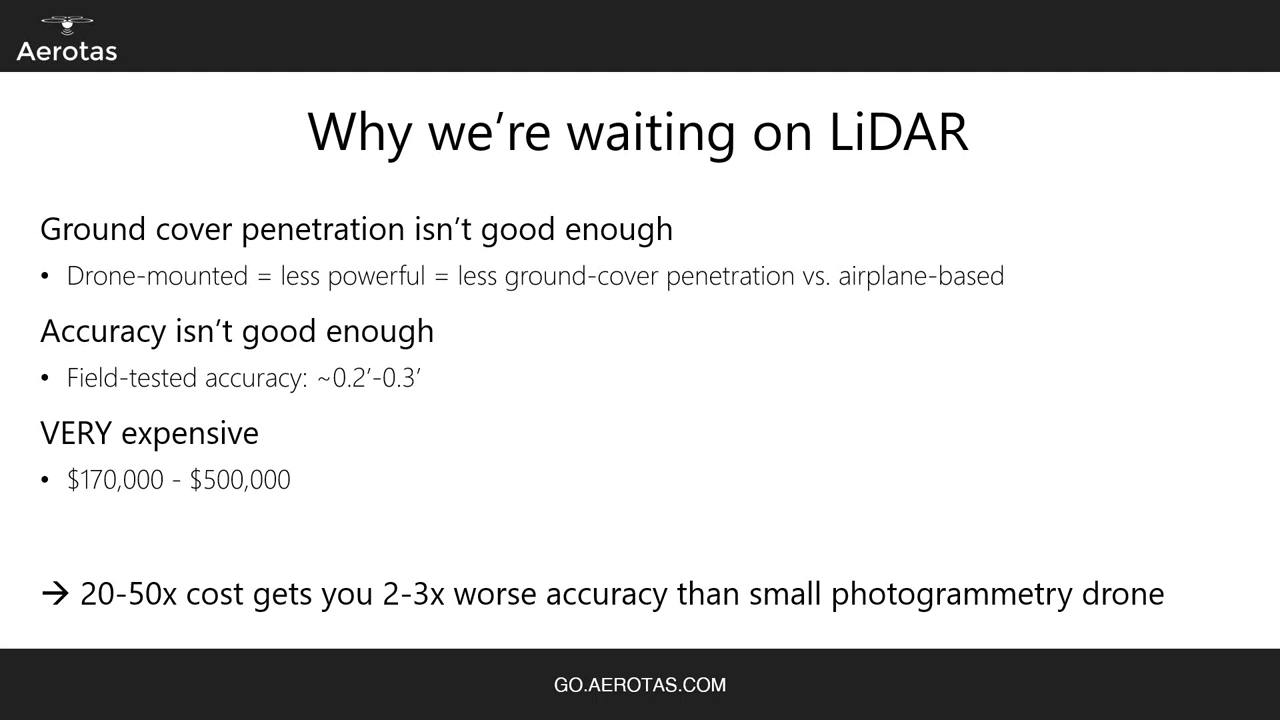 Aerotas
Why we’re waiting on LiDAR
Ground cover penetration isn’t good enough
• Drone-mounted = less powerful = less ground-cover penetration vs. airplane-based
Accuracy isn’t good enough
• Field-tested accuracy: ~0.2’-0.3’
VERY expensive
• $170,000 - $500,000
→ 20-50x cost gets you 2-3x worse accuracy than small photogrammetry drone
GO.AEROTAS.COM